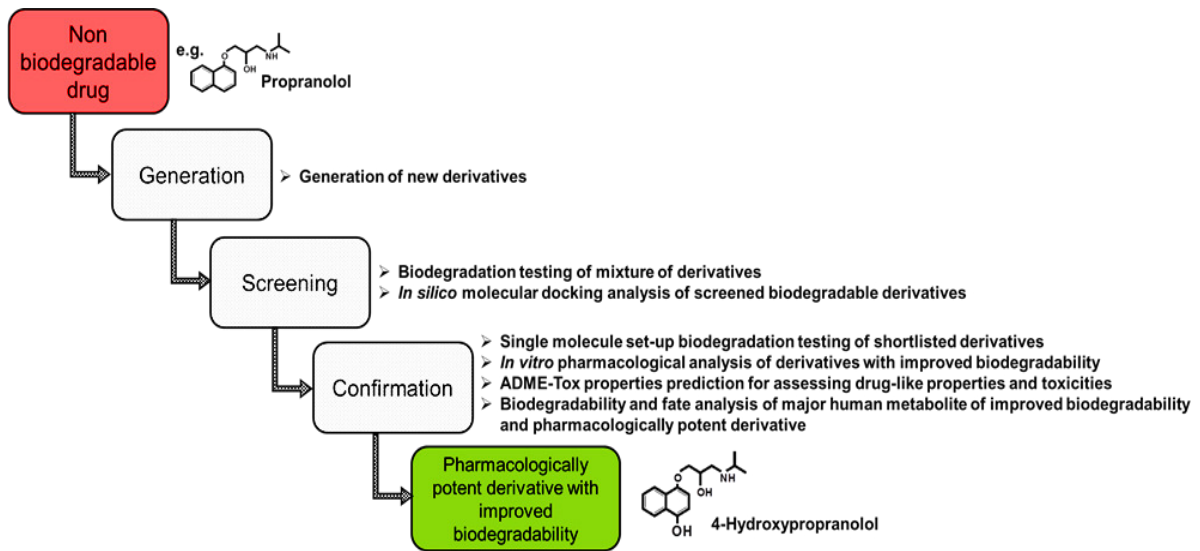 Non
biodegradable
drug
e.g.
O
OH
NH
Propranolol
Generation
➢ Generation of new derivatives
Screening
➢ Biodegradation testing of mixture of derivatives
➢ In silico molecular docking analysis of screened biodegradable derivatives
Confirmation
➢ Single molecule set-up biodegradation testing of shortlisted derivatives
➢ In vitro pharmacological analysis of derivatives with improved biodegradability
➢ ADME-Tox properties prediction for assessing drug-like properties and toxicities
➢ Biodegradability and fate analysis of major human metabolite of improved biodegradability
and pharmacologically potent derivative
Pharmacologically
potent derivative with
improved
biodegradability
O
OH
NH
OH
4-Hydroxypropranolol